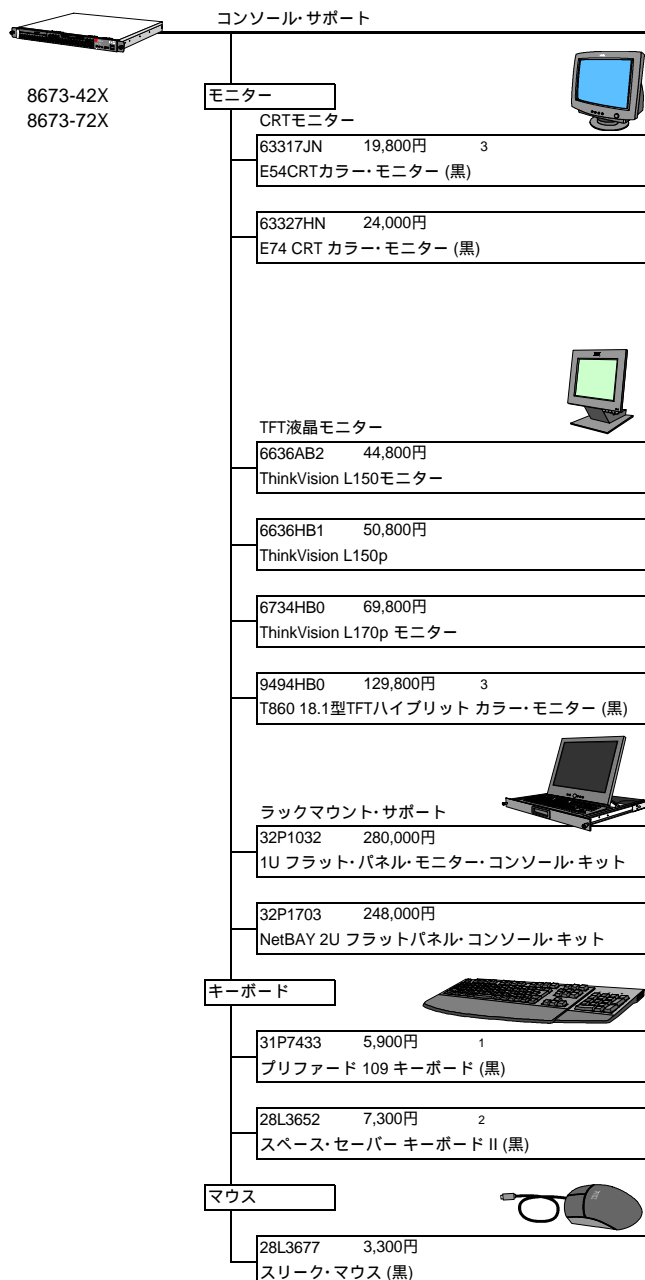 コンソール・サポート
8673-42X
8673-72X
モニター
CRTモニター
63317JN 19,800円 3
E54CRTカラー・モニター (黒)
63327HN 24,000円
E74 CRT カラー・モニター (黒)
TFT液晶モニター
6636AB2 44,800円
ThinkVision L150モニター
6636HB1 50,800円
ThinkVision L150p
6734HB0 69,800円
ThinkVision L170p モニター
9494HB0 129,800円 3
T860 18.1型TFTハイブリット カラー・モニター (黒)
ラックマウント・サポート
32P1032 280,000円
1U フラット・パネル・モニター・コンソール・キット
32P1703 248,000円
NetBAY 2U フラットパネル・コンソール・キット
キーボード
31P7433 5,900円 1
プリファード 109 キーボード (黒)
28L3652 7,300円 2
スペース・セーバー キーボード II (黒)
マウス
28L3677 3,300円
スリーク・マウス (黒)